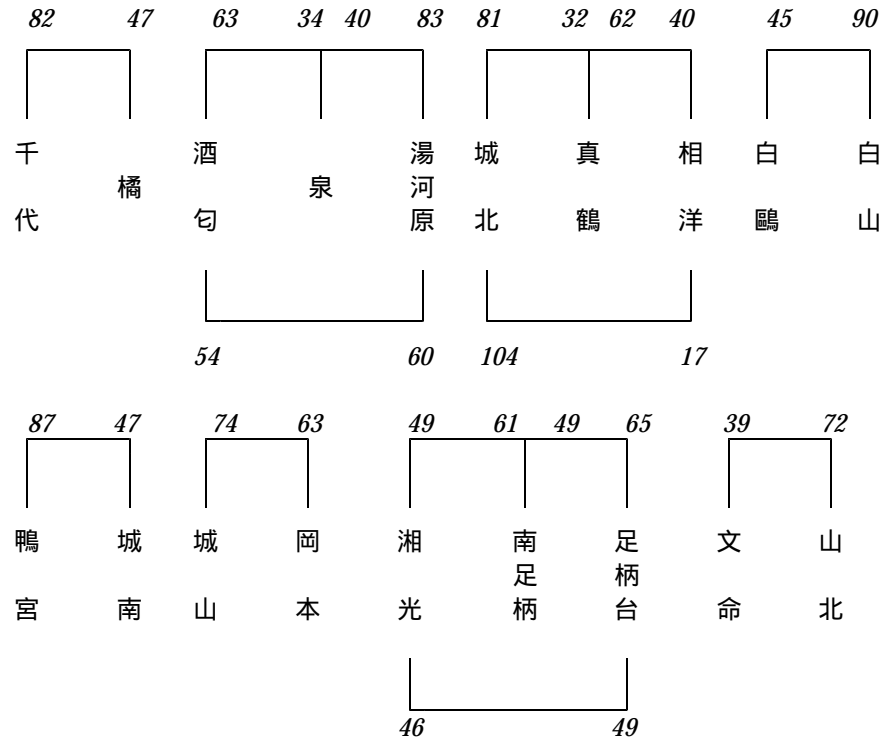 82 47 63 34 40 83 81 32 62 40 45 90
千代 橘 酒匂 泉 湯河原 城北 真鶴 相洋 白鷗 白山
54 60 104 17
87 47 74 63 49 61 49 65 39 72
鴨宮 城南 城山 岡本 湘光 南足柄 足柄台 文命 山北
46 49